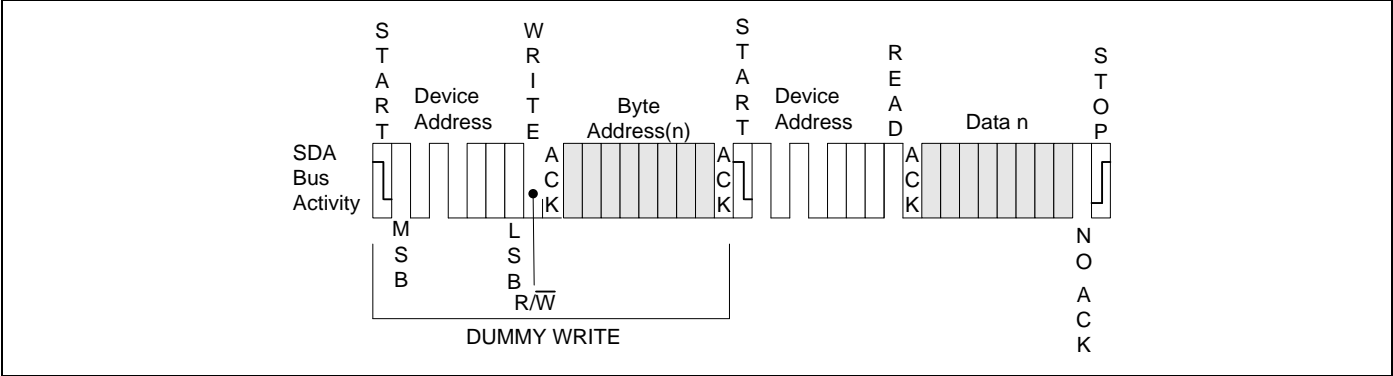 START
WRITE
START
READ
STOP
Device
Address
Byte
Address(n)
Device
Address
Data n
SDA
Bus
Activity
ACK
ACK
ACK
MSB
LSB
R/W̅
NO ACK
DUMMY WRITE